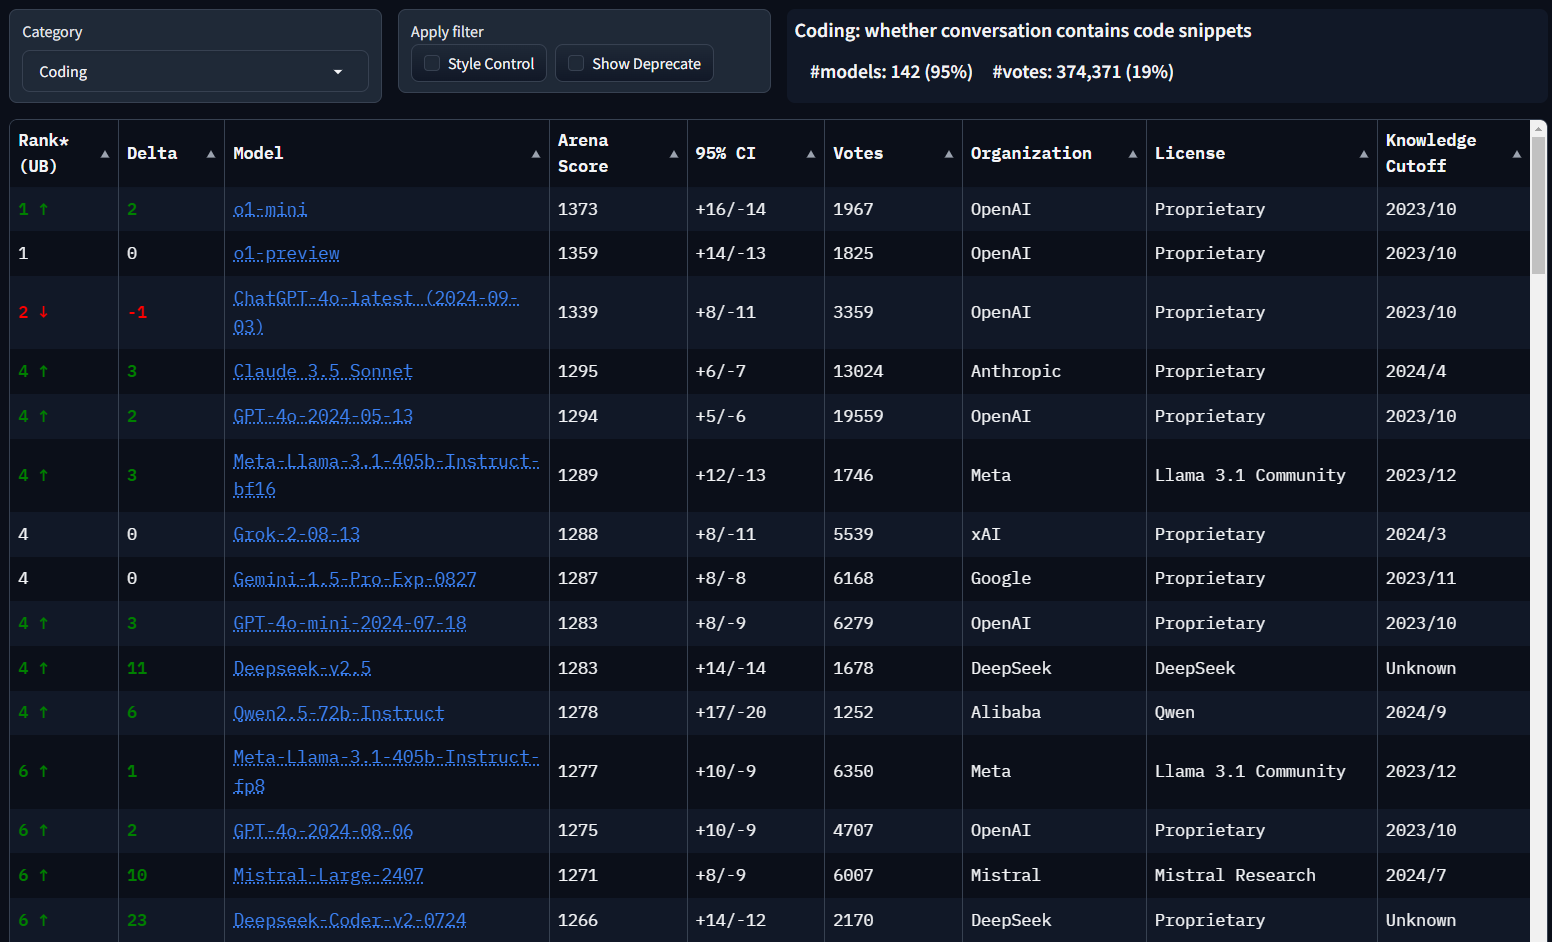 Category
Coding
Apply filter
Style Control
Show Deprecate
Coding: whether conversation contains code snippets
#models: 142 (95%) #votes: 374,371 (19%)
Rank* (UB) ▲ Delta ▲ Model ▲ Arena Score ▲ 95% CI ▲ Votes ▲ Organization ▲ License ▲ Knowledge Cutoff ▲
1 ↑ 2 o1-mini 1373 +16/-14 1967 OpenAI Proprietary 2023/10
1 0 o1-preview 1359 +14/-13 1825 OpenAI Proprietary 2023/10
2 ↓ -1 ChatGPT-4o-latest (2024-09-03) 1339 +8/-11 3359 OpenAI Proprietary 2023/10
4 ↑ 3 Claude 3.5 Sonnet 1295 +6/-7 13024 Anthropic Proprietary 2024/4
4 ↑ 2 GPT-4o-2024-05-13 1294 +5/-6 19559 OpenAI Proprietary 2023/10
4 ↑ 3 Meta-Llama-3.1-405b-Instruct-bf16 1289 +12/-13 1746 Meta Llama 3.1 Community 2023/12
4 0 Grok-2-08-13 1288 +8/-11 5539 xAI Proprietary 2024/3
4 0 Gemini-1.5-Pro-Exp-0827 1287 +8/-8 6168 Google Proprietary 2023/11
4 ↑ 3 GPT-4o-mini-2024-07-18 1283 +8/-9 6279 OpenAI Proprietary 2023/10
4 ↑ 11 Deepseek-v2.5 1283 +14/-14 1678 DeepSeek DeepSeek Unknown
4 ↑ 6 Qwen2.5-72b-Instruct 1278 +17/-20 1252 Alibaba Qwen 2024/9
6 ↑ 1 Meta-Llama-3.1-405b-Instruct-fp8 1277 +10/-9 6350 Meta Llama 3.1 Community 2023/12
6 ↑ 2 GPT-4o-2024-08-06 1275 +10/-9 4707 OpenAI Proprietary 2023/10
6 ↑ 10 Mistral-Large-2407 1271 +8/-9 6007 Mistral Mistral Research 2024/7
6 ↑ 23 Deepseek-Coder-v2-0724 1266 +14/-12 2170 DeepSeek Proprietary Unknown